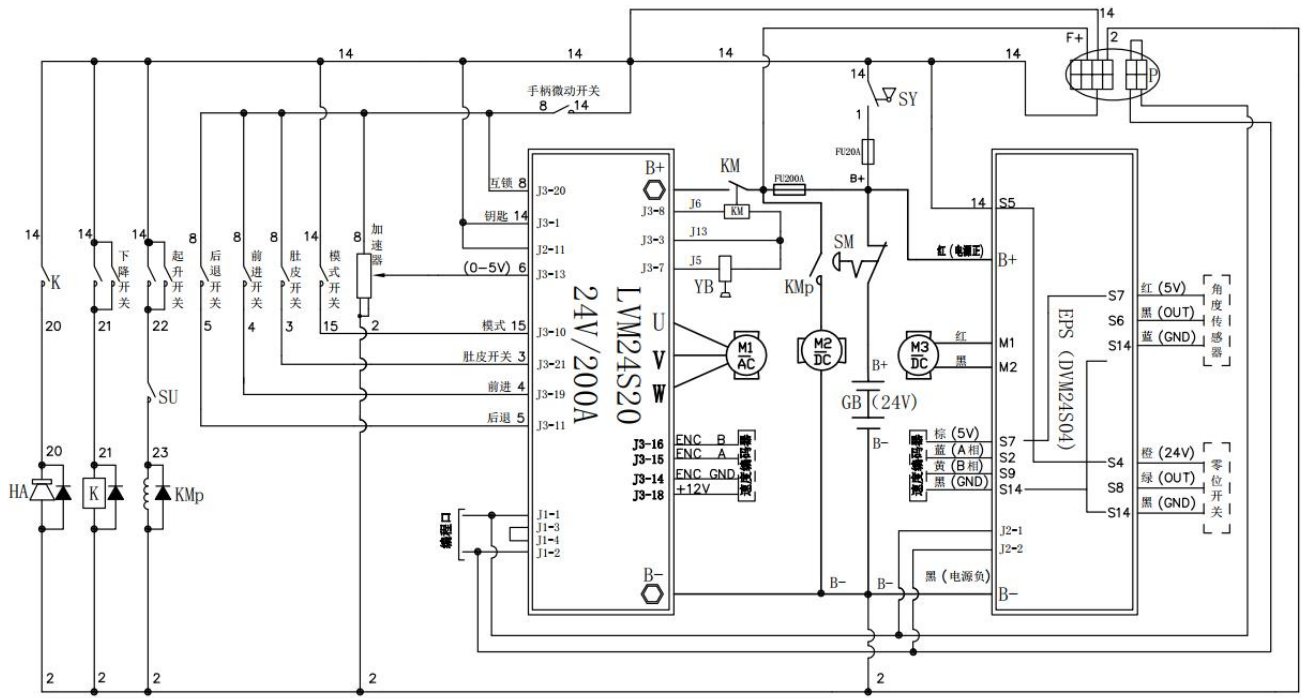 14
F+
2
14
14
14
14
14
P
手柄微动开关
8
14
14
SY
1
FU20A
B+
KM
FU200A
B+
互锁 8
J3-20
J6
J3-8
KM
14
S5
钥匙 14
J3-1
J13
J3-3
J2-11
J5
J3-7
YB
红(电源正)
B+
SM
KMp
14
K
14
下降开关
14
起升开关
8
后退开关
8
前进开关
8
肚皮开关
14
模式开关
8
加速器
(0-5V) 6
J3-13
20
21
22
5
4
3
15
2
模式 15
J3-10
肚皮开关 3
J3-21
前进 4
J3-19
后退 5
J3-11
LVM24S20
24V/200A
U
V
W
M1
AC
M2
DC
M3
DC
红
M1
黑
M2
EPS (DVM24S04)
S7
红 (5V)
S6
黑 (OUT)
S14
蓝 (GND)
角度传感器
B+
GB (24V)
B-
SU
J3-16
ENC B
J3-15
ENC A
J3-14
ENC GND
J3-18
+12V
速度编码器
速度编码器
棕 (5V)
S7
蓝 (A相)
S2
黄 (B相)
S9
黑 (GND)
S14
S4
橙 (24V)
S8
绿 (OUT)
S14
黑 (GND)
零位开关
20
21
23
HA
K
KMp
编程口
J1-1
J1-3
J1-4
J1-2
J2-1
J2-2
B-
B-
B-
黑 (电源负)
B-
2
2
2
2
2